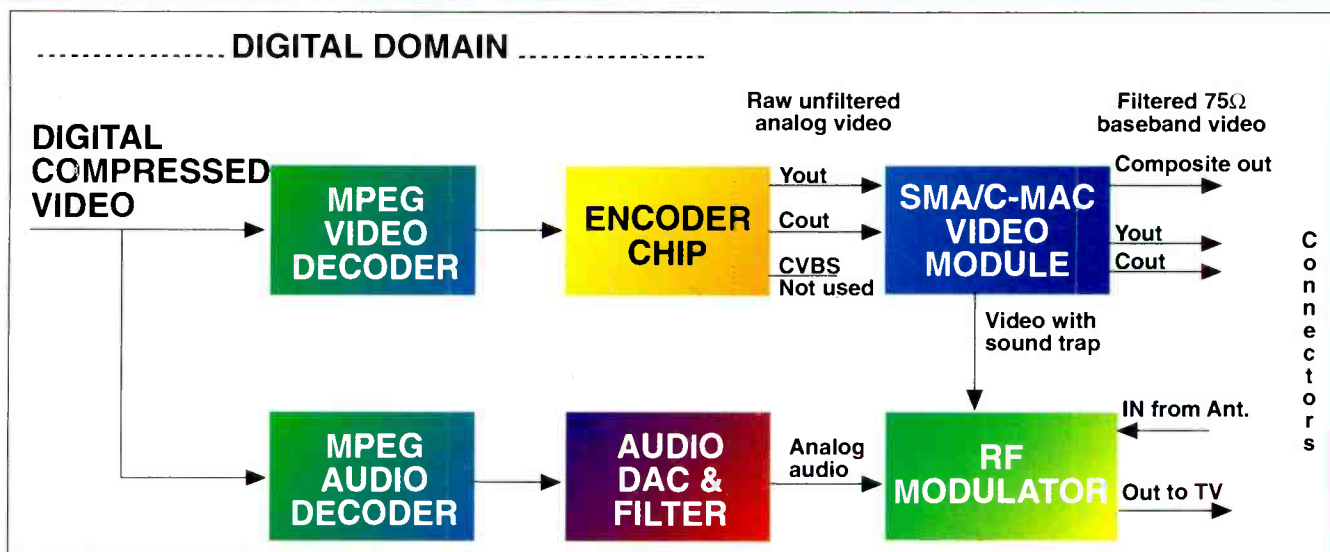 DIGITAL DOMAIN
Raw unfiltered
analog video
Filtered 75Ω
baseband video
DIGITAL
COMPRESSED
VIDEO
MPEG
VIDEO
DECODER
ENCODER
CHIP
Yout
Cout
CVBS
Not used
SMA/C-MAC
VIDEO
MODULE
Composite out
Yout
Cout
Connectors
Video with
sound trap
MPEG
AUDIO
DECODER
AUDIO
DAC &
FILTER
Analog
audio
RF
MODULATOR
IN from Ant.
Out to TV